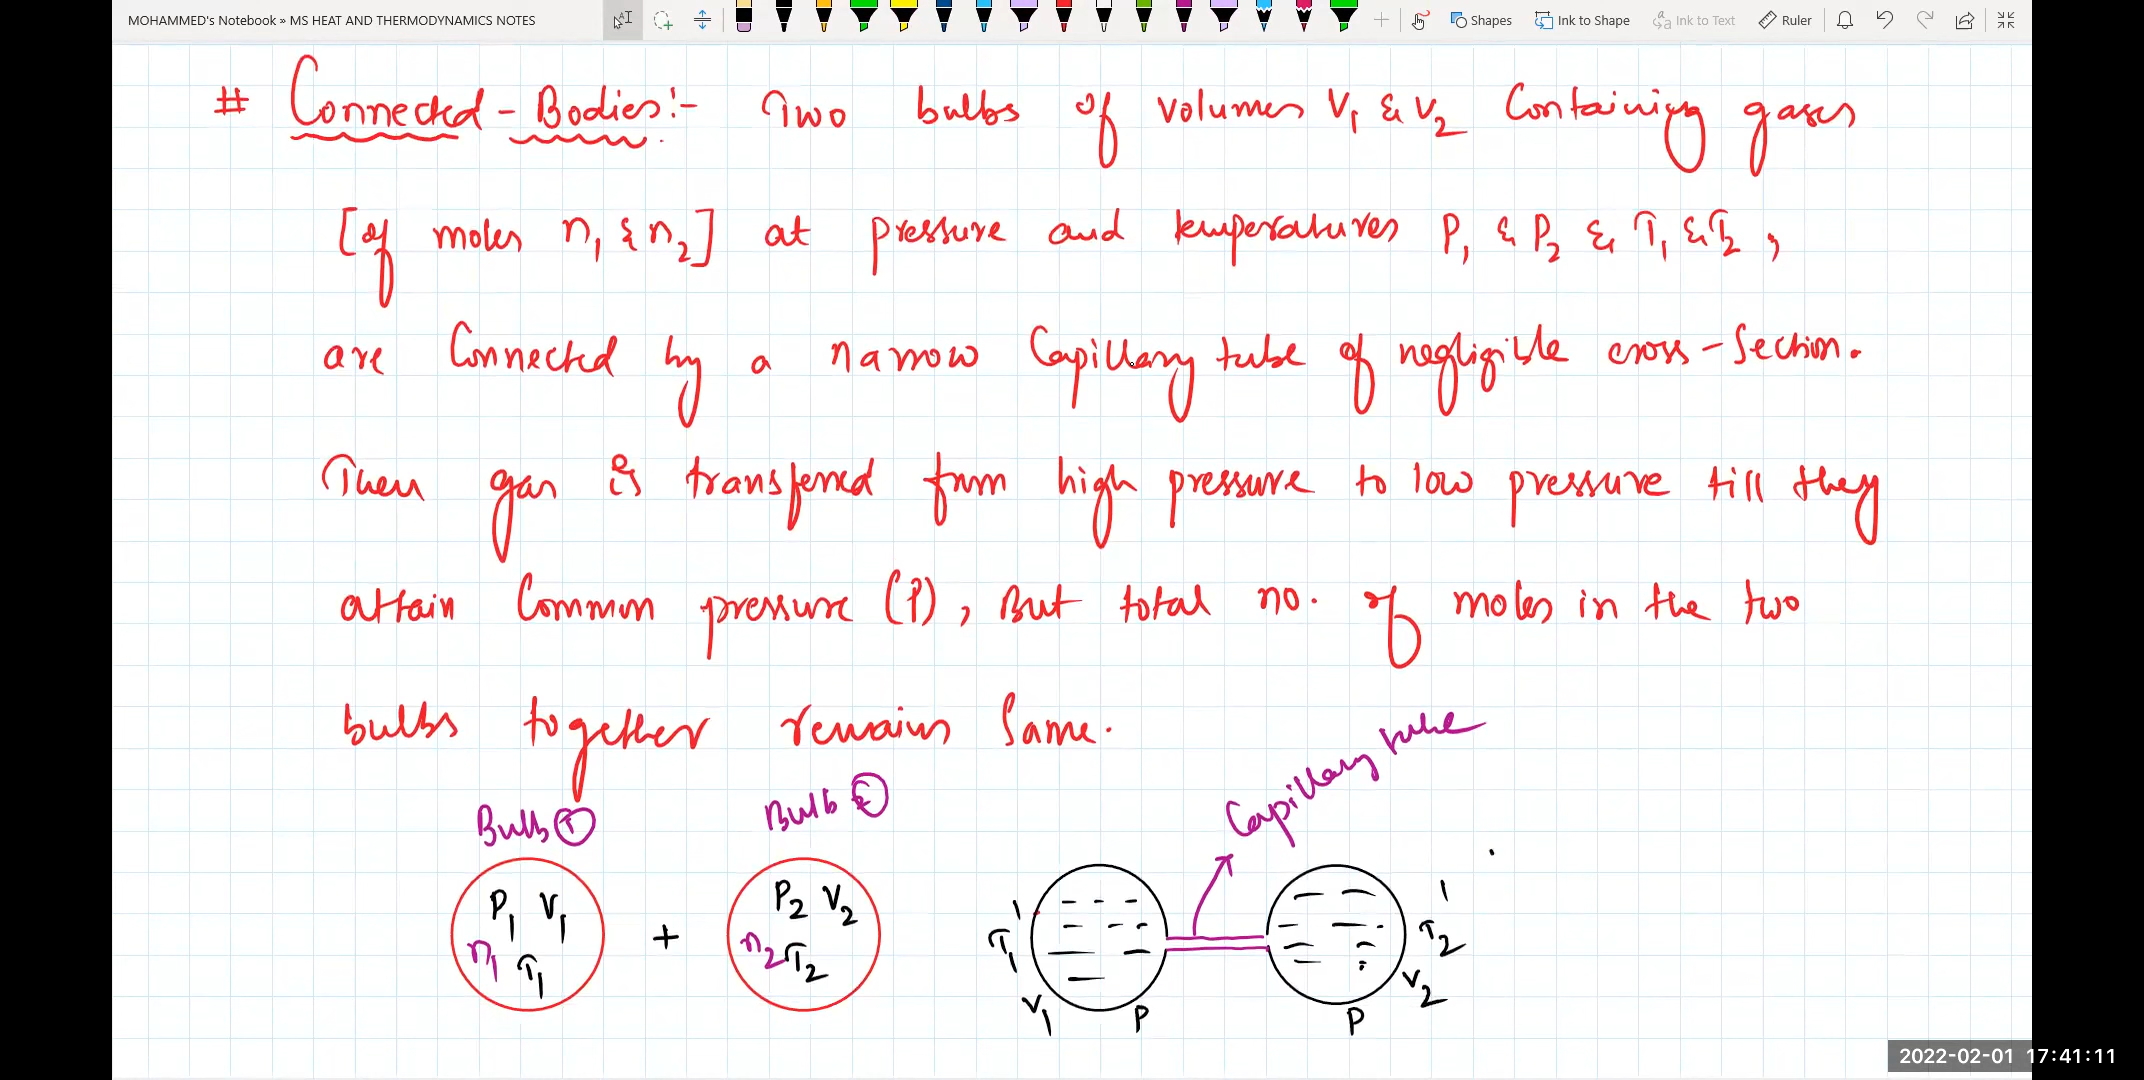 MOHAMMED's Notebook » MS HEAT AND THERMODYNAMICS NOTES
Shapes Ink to Shape Ink to Text Ruler
# Connected - Bodies :- Two bulbs of volumes V₁ & V₂ Containing gases
[of moles n₁ & n₂] at pressure and temperatures P₁ & P₂ & T₁ & T₂,
are Connected by a narrow Capillary tube of negligible cross-Section.
Then gas is transferred from high pressure to low pressure till they
attain Common pressure (P), But total no. of moles in the two
bulbs together remains Same.
Bulb ① Bulb ② Capillary tube
P₁ V₁
n₁ T₁
+
P₂ V₂
n₂ T₂
T₁'
V₁ P
T₂'
V₂
P
2022-02-01 17:41:11